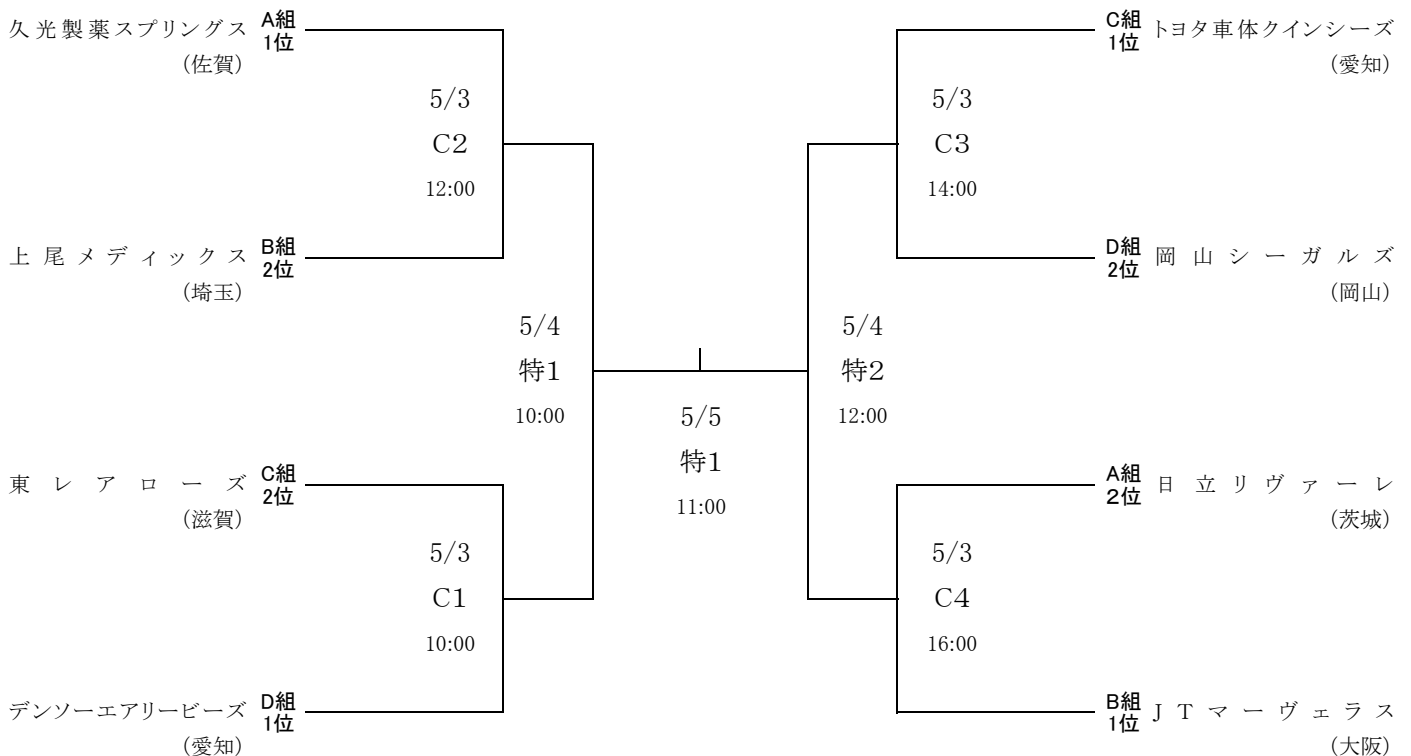 久光製薬スプリングス A組
1位
(佐賀)
5/3
C2
12:00
上尾メディックス B組
2位
(埼玉)
5/4
特1
10:00
東レアローズ C組
2位
(滋賀)
5/3
C1
10:00
デンソーエアリービーズ D組
1位
(愛知)
5/5
特1
11:00
C組 トヨタ車体クインシーズ
1位
(愛知)
5/3
C3
14:00
D組 岡山シーガルズ
2位
(岡山)
5/4
特2
12:00
A組 日立リヴァーレ
2位
(茨城)
5/3
C4
16:00
B組 JTマーヴェラス
1位
(大阪)